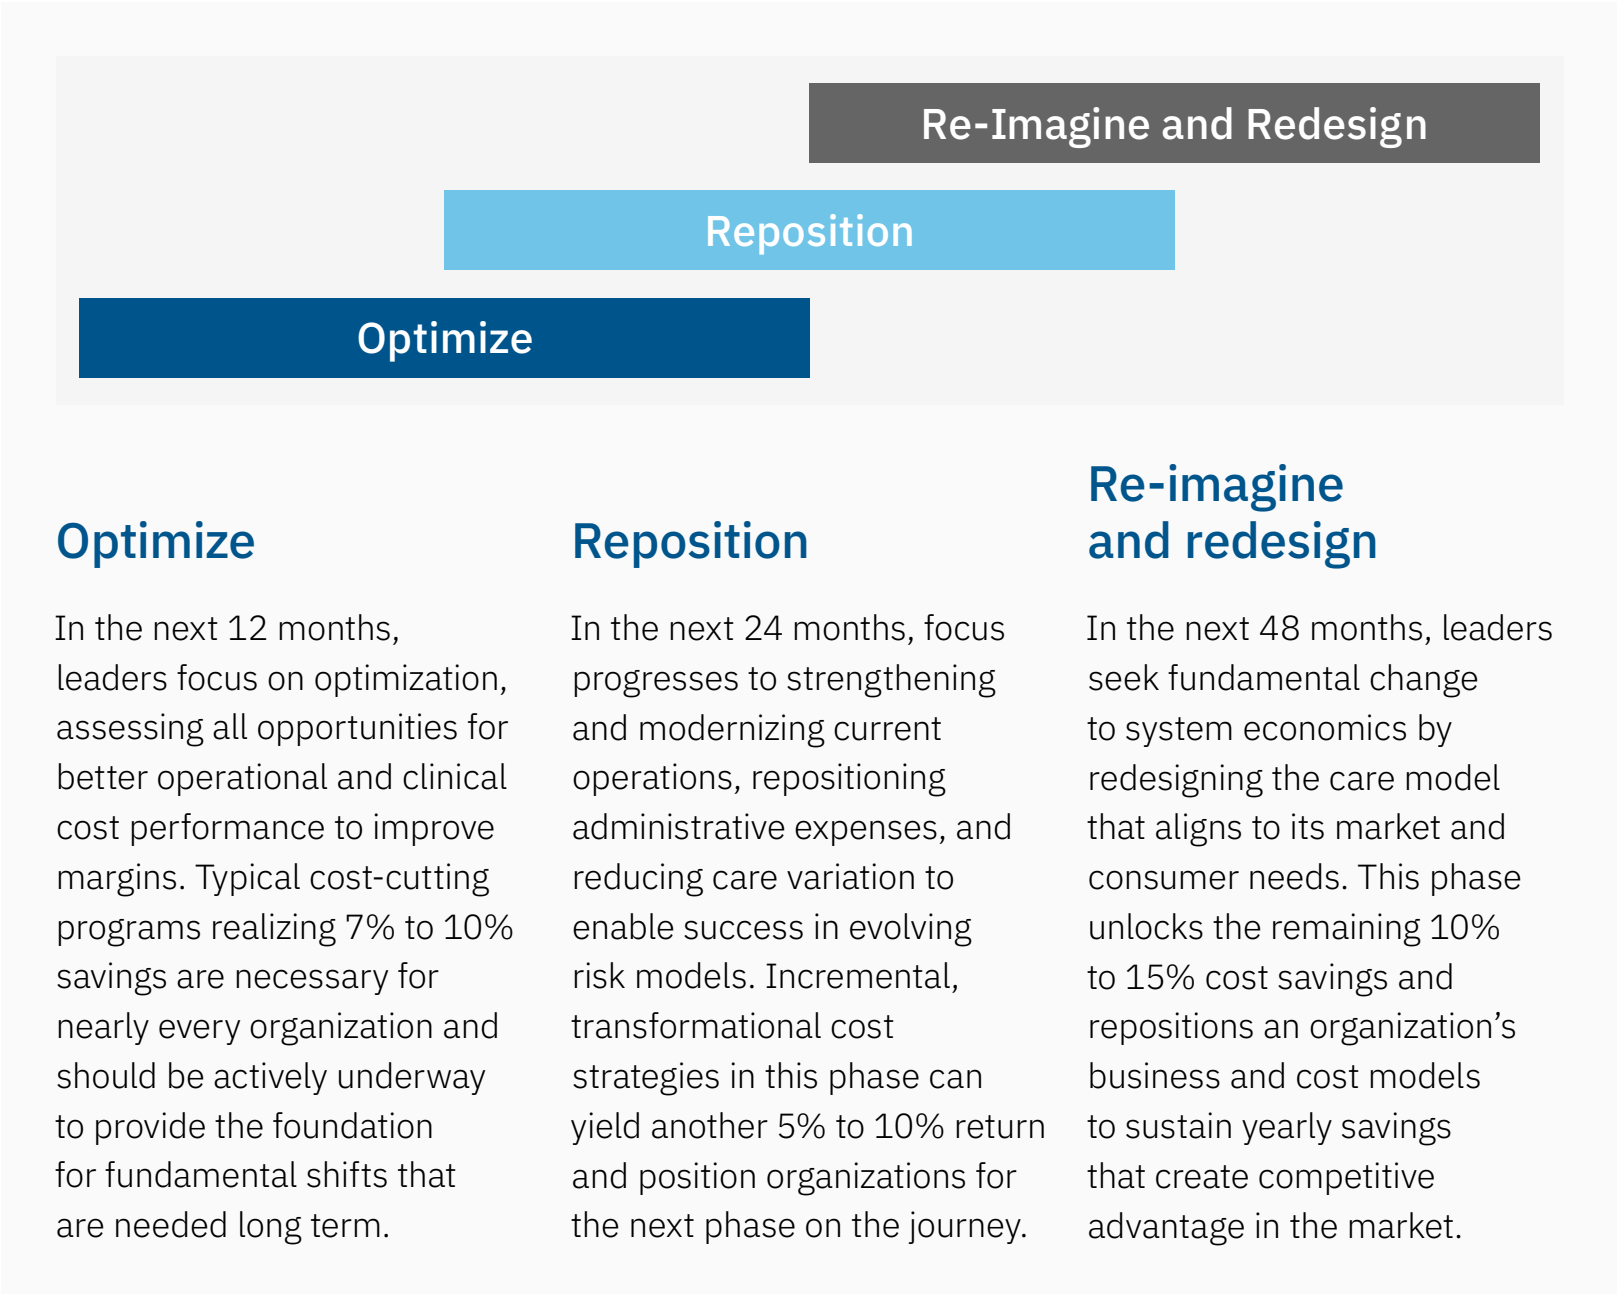 Re-Imagine and Redesign
Reposition
Optimize
Optimize
In the next 12 months,
leaders focus on optimization,
assessing all opportunities for
better operational and clinical
cost performance to improve
margins. Typical cost-cutting
programs realizing 7% to 10%
savings are necessary for
nearly every organization and
should be actively underway
to provide the foundation
for fundamental shifts that
are needed long term.
Reposition
In the next 24 months, focus
progresses to strengthening
and modernizing current
operations, repositioning
administrative expenses, and
reducing care variation to
enable success in evolving
risk models. Incremental,
transformational cost
strategies in this phase can
yield another 5% to 10% return
and position organizations for
the next phase on the journey.
Re-imagine
and redesign
In the next 48 months, leaders
seek fundamental change
to system economics by
redesigning the care model
that aligns to its market and
consumer needs. This phase
unlocks the remaining 10%
to 15% cost savings and
repositions an organization’s
business and cost models
to sustain yearly savings
that create competitive
advantage in the market.